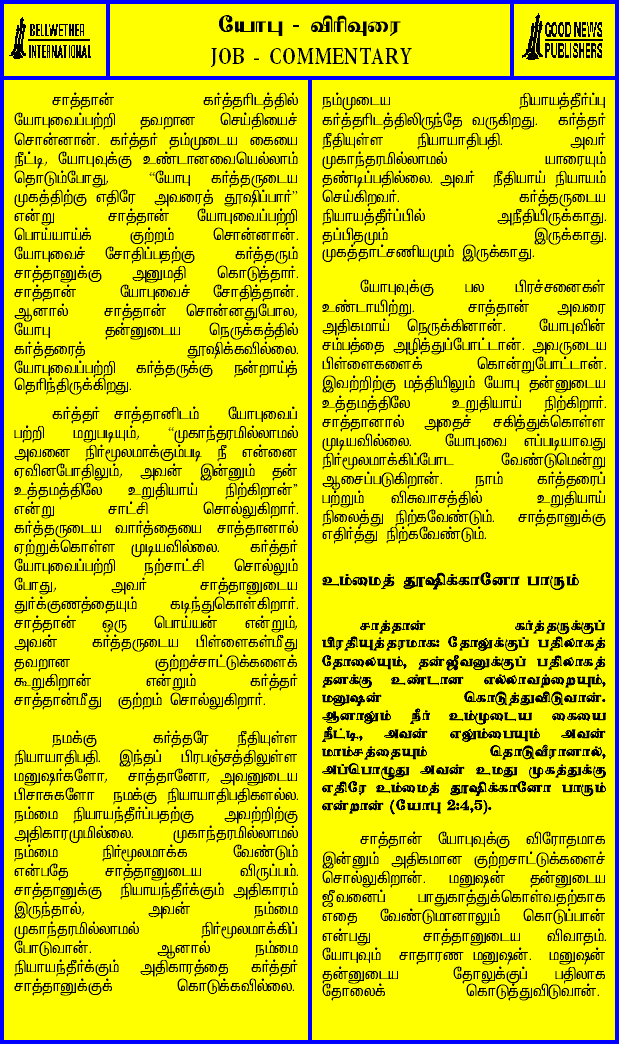 BELLWETHER
INTERNATIONAL
யோபு - விரிவுரை
JOB - COMMENTARY
GOOD NEWS
PUBLISHERS
சாத்தான் கர்த்தரிடத்தில்
யோபுவைப்பற்றி தவறான செய்தியைச்
சொன்னான். கர்த்தர் தம்முடைய கையை
நீட்டி, யோபுவுக்கு உண்டானவையெல்லாம்
தொடும்போது, “யோபு கர்த்தருடைய
முகத்திற்கு எதிரே அவரைத் தூஷிப்பார்”
என்று சாத்தான் யோபுவைப்பற்றி
பொய்யாய்க் குற்றம் சொன்னான்.
யோபுவைச் சோதிப்பதற்கு கர்த்தரும்
சாத்தானுக்கு அனுமதி கொடுத்தார்.
சாத்தான் யோபுவைச் சோதித்தான்.
ஆனால் சாத்தான் சொன்னதுபோல,
யோபு தன்னுடைய நெருக்கத்தில்
கர்த்தரைத் தூஷிக்கவில்லை.
யோபுவைப்பற்றி கர்த்தருக்கு நன்றாய்த்
தெரிந்திருக்கிறது.
கர்த்தர் சாத்தானிடம் யோபுவைப்
பற்றி மறுபடியும், “முகாந்தரமில்லாமல்
அவனை நிர்மூலமாக்கும்படி நீ என்னை
ஏவினபோதிலும், அவன் இன்னும் தன்
உத்தமத்திலே உறுதியாய் நிற்கிறான்”
என்று சாட்சி சொல்லுகிறார்.
கர்த்தருடைய வார்த்தையை சாத்தானால்
ஏற்றுக்கொள்ள முடியவில்லை. கர்த்தர்
யோபுவைப்பற்றி நற்சாட்சி சொல்லும்
போது, அவர் சாத்தானுடைய
துர்க்குணத்தையும் கடிந்துகொள்கிறார்.
சாத்தான் ஒரு பொய்யன் என்றும்,
அவன் கர்த்தருடைய பிள்ளைகள்மீது
தவறான குற்றச்சாட்டுக்களைக்
கூறுகிறான் என்றும் கர்த்தர்
சாத்தான்மீது குற்றம் சொல்லுகிறார்.
நமக்கு கர்த்தரே நீதியுள்ள
நியாயாதிபதி. இந்தப் பிரபஞ்சத்திலுள்ள
மனுஷர்களோ, சாத்தானோ, அவனுடைய
பிசாசுகளோ நமக்கு நியாயாதிபதிகளல்ல.
நம்மை நியாயந்தீர்ப்பதற்கு அவற்றிற்கு
அதிகாரமுமில்லை. முகாந்தரமில்லாமல்
நம்மை நிர்மூலமாக்க வேண்டும்
என்பதே சாத்தானுடைய விருப்பம்.
சாத்தானுக்கு நியாயந்தீர்க்கும் அதிகாரம்
இருந்தால், அவன் நம்மை
முகாந்தரமில்லாமல் நிர்மூலமாக்கிப்
போடுவான். ஆனால் நம்மை
நியாயந்தீர்க்கும் அதிகாரத்தை கர்த்தர்
சாத்தானுக்குக் கொடுக்கவில்லை.
நம்முடைய நியாயத்தீர்ப்பு
கர்த்தரிடத்திலிருந்தே வருகிறது. கர்த்தர்
நீதியுள்ள நியாயாதிபதி. அவர்
முகாந்தரமில்லாமல் யாரையும்
தண்டிப்பதில்லை. அவர் நீதியாய் நியாயம்
செய்கிறவர். கர்த்தருடைய
நியாயத்தீர்ப்பில் அநீதியிருக்காது.
தப்பிதமும் இருக்காது.
முகத்தாட்சணியமும் இருக்காது.
யோபுவுக்கு பல பிரச்சனைகள்
உண்டாயிற்று. சாத்தான் அவரை
அதிகமாய் நெருக்கினான். யோபுவின்
சம்பத்தை அழித்துப்போட்டான். அவருடைய
பிள்ளைகளைக் கொன்றுபோட்டான்.
இவற்றிற்கு மத்தியிலும் யோபு தன்னுடைய
உத்தமத்திலே உறுதியாய் நிற்கிறார்.
சாத்தானால் அதைச் சகித்துக்கொள்ள
முடியவில்லை. யோபுவை எப்படியாவது
நிர்மூலமாக்கிப்போட வேண்டுமென்று
ஆசைப்படுகிறான். நாம் கர்த்தரைப்
பற்றும் விசுவாசத்தில் உறுதியாய்
நிலைத்து நிற்கவேண்டும். சாத்தானுக்கு
எதிர்த்து நிற்கவேண்டும்.
உம்மைத் தூஷிக்கானோ பாரும்
சாத்தான் கர்த்தருக்குப்
பிரதியுத்தரமாக: தோலுக்குப் பதிலாகத்
தோலையும், தன்ஜீவனுக்குப் பதிலாகத்
தனக்கு உண்டான எல்லாவற்றையும்,
மனுஷன் கொடுத்துவிடுவான்.
ஆனாலும் நீர் உம்முடைய கையை
நீட்டி, அவன் எலும்பையும் அவன்
மாம்சத்தையும் தொடுவீரானால்,
அப்பொழுது அவன் உமது முகத்துக்கு
எதிரே உம்மைத் தூஷிக்கானோ பாரும்
என்றான் (யோபு 2:4,5).
சாத்தான் யோபுவுக்கு விரோதமாக
இன்னும் அதிகமான குற்றசாட்டுக்களைச்
சொல்லுகிறான். மனுஷன் தன்னுடைய
ஜீவனைப் பாதுகாத்துக்கொள்வதற்காக
எதை வேண்டுமானாலும் கொடுப்பான்
என்பது சாத்தானுடைய விவாதம்.
யோபுவும் சாதாரண மனுஷன். மனுஷன்
தன்னுடைய தோலுக்குப் பதிலாக
தோலைக் கொடுத்துவிடுவான்.